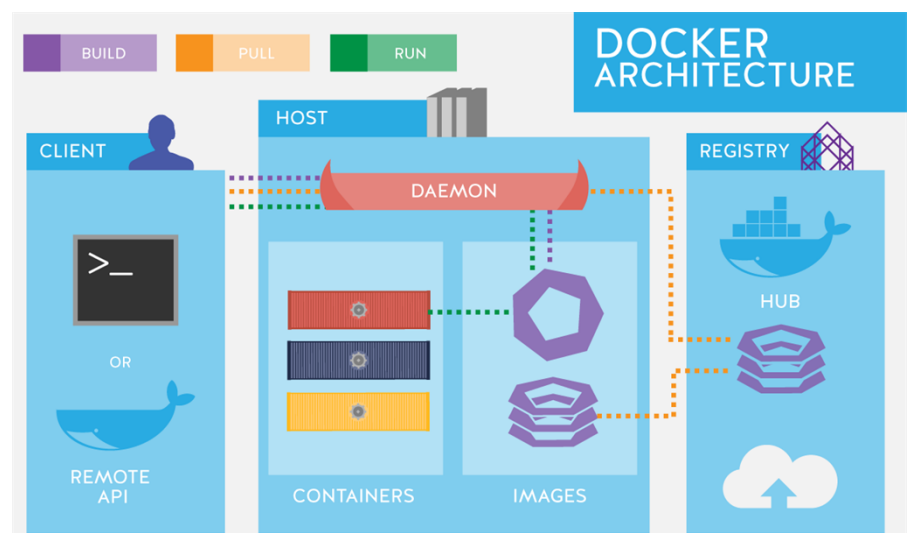 BUILD
PULL
RUN
DOCKER
ARCHITECTURE
CLIENT
HOST
REGISTRY
DAEMON
>_
OR
REMOTE
API
CONTAINERS
IMAGES
HUB